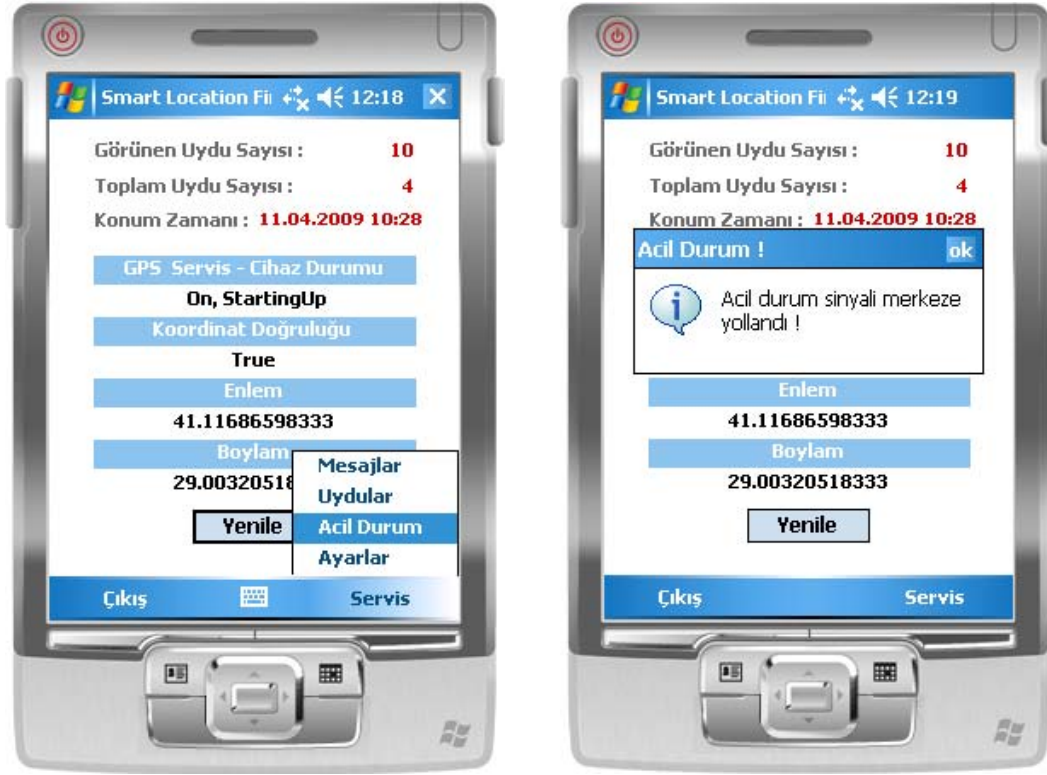 Smart Location Fi 12:18
Görünen Uydu Sayısı : 10
Toplam Uydu Sayısı : 4
Konum Zamanı : 11.04.2009 10:28
GPS Servis - Cihaz Durumu
On, StartingUp
Koordinat Doğruluğu
True
Enlem
41.11686598333
Boylam
29.00320518
Yenile
Mesajlar
Uydular
Acil Durum
Ayarlar
Çıkış Servis
Smart Location Fi 12:19
Görünen Uydu Sayısı : 10
Toplam Uydu Sayısı : 4
Konum Zamanı : 11.04.2009 10:28
Acil Durum ! ok
Acil durum sinyali merkeze
yollandı !
Enlem
41.11686598333
Boylam
29.00320518333
Yenile
Çıkış Servis